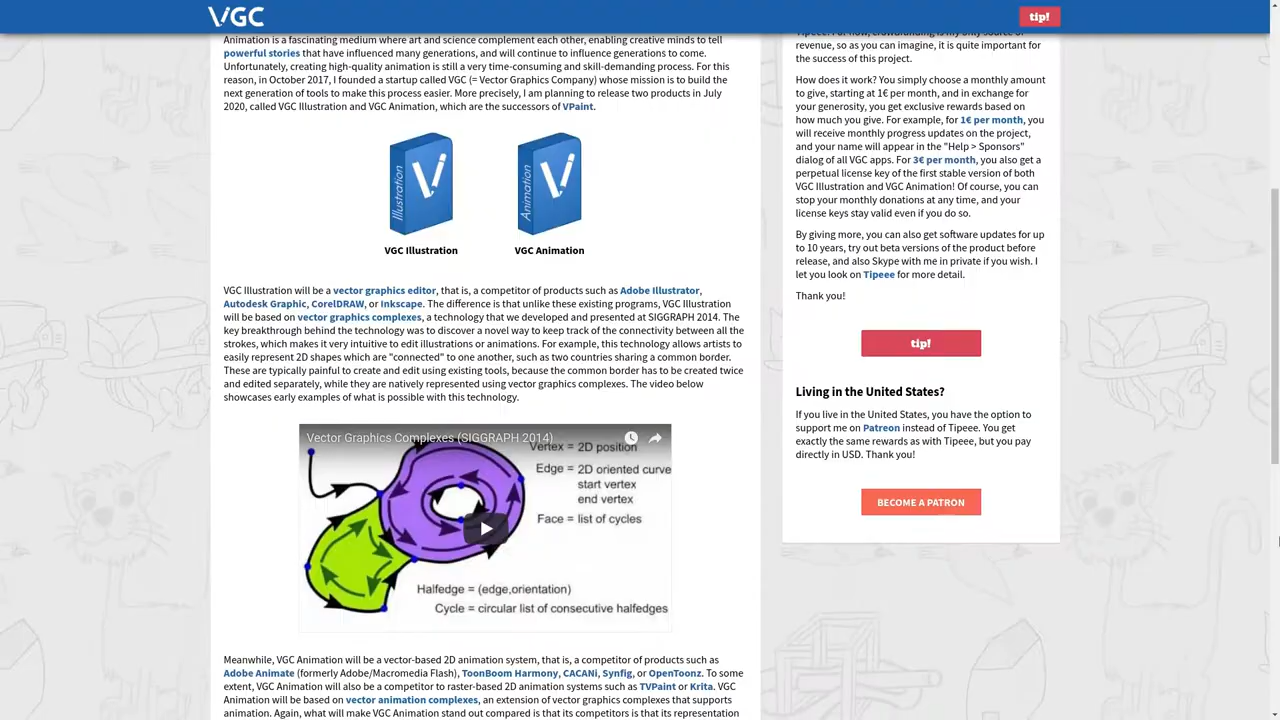 VGC
tip!
Animation is a fascinating medium where art and science complement each other, enabling creative minds to tell
powerful stories that have influenced many generations, and will continue to influence generations to come.
Unfortunately, creating high-quality animation is still a very time-consuming and skill-demanding process. For this
reason, in October 2017, I founded a startup called VGC (= Vector Graphics Company) whose mission is to build the
next generation of tools to make this process easier. More precisely, I am planning to release two products in July
2020, called VGC Illustration and VGC Animation, which are the successors of VPaint.
Illustration
Animation
VGC Illustration
VGC Animation
VGC Illustration will be a vector graphics editor, that is, a competitor of products such as Adobe Illustrator,
Autodesk Graphic, CorelDRAW, or Inkscape. The difference is that unlike these existing programs, VGC Illustration
will be based on vector graphics complexes, a technology that we developed and presented at SIGGRAPH 2014. The
key breakthrough behind the technology was to discover a novel way to keep track of the connectivity between all the
strokes, which makes it very intuitive to edit illustrations or animations. For example, this technology allows artists to
easily represent 2D shapes which are "connected" to one another, such as two countries sharing a common border.
These are typically painful to create and edit using existing tools, because the common border has to be created twice
and edited separately, while they are natively represented using vector graphics complexes. The video below
showcases early examples of what is possible with this technology.
Vector Graphics Complexes (SIGGRAPH 2014)
Vertex = 2D position
Edge = 2D oriented curve
start vertex
end vertex
Face = list of cycles
Halfedge = (edge,orientation)
Cycle = circular list of consecutive halfedges
Meanwhile, VGC Animation will be a vector-based 2D animation system, that is, a competitor of products such as
Adobe Animate (formerly Adobe/Macromedia Flash), ToonBoom Harmony, CACANi, Synfig, or OpenToonz. To some
extent, VGC Animation will also be a competitor to raster-based 2D animation systems such as TVPaint or Krita. VGC
Animation will be based on vector animation complexes, an extension of vector graphics complexes that supports
animation. Again, what will make VGC Animation stand out compared is that its competitors is that its representation
Tipeee. For now, crowdfunding is my only source of
revenue, so as you can imagine, it is quite important for
the success of this project.
How does it work? You simply choose a monthly amount
to give, starting at 1€ per month, and in exchange for
your generosity, you get exclusive rewards based on
how much you give. For example, for 1€ per month, you
will receive monthly progress updates on the project,
and your name will appear in the "Help > Sponsors"
dialog of all VGC apps. For 3€ per month, you also get a
perpetual license key of the first stable version of both
VGC Illustration and VGC Animation! Of course, you can
stop your monthly donations at any time, and your
license keys stay valid even if you do so.
By giving more, you can also get software updates for up
to 10 years, try out beta versions of the product before
release, and also Skype with me in private if you wish. I
let you look on Tipeee for more detail.
Thank you!
tip!
Living in the United States?
If you live in the United States, you have the option to
support me on Patreon instead of Tipeee. You get
exactly the same rewards as with Tipeee, but you pay
directly in USD. Thank you!
BECOME A PATRON